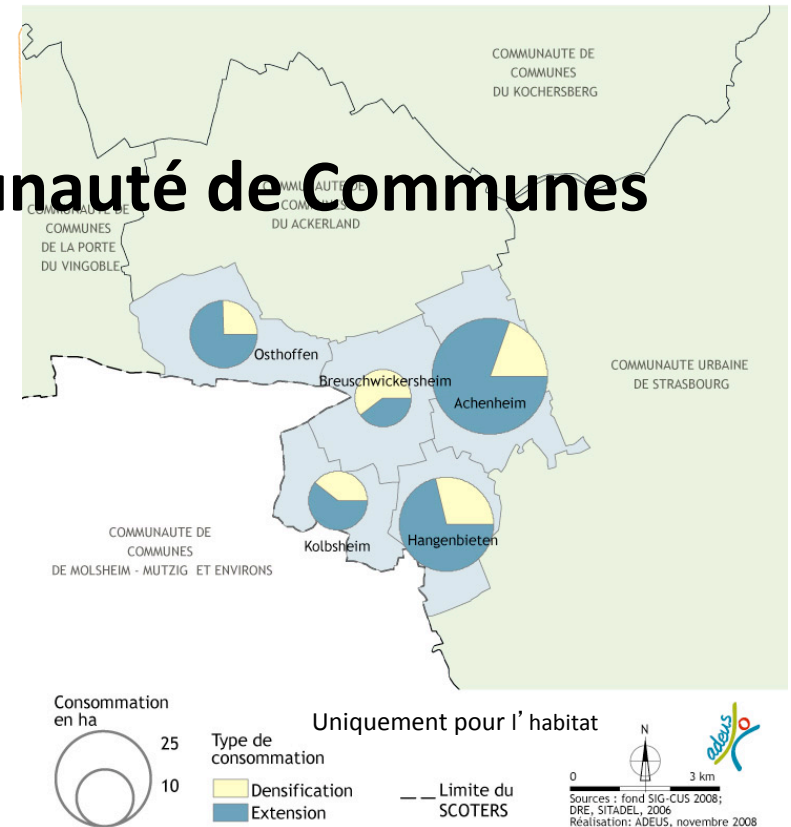 COMMUNAUTE DE
COMMUNES
DU KOCHERSBERG
unauté de Communes
COMMUNAUTE DE
COMMUNES
DU ACKERLAND
COMMUNAUTE DE
COMMUNES
DE LA PORTE
DU VINGOBLE
Osthoffen
Breuschwickersheim
Achenheim
COMMUNAUTE URBAINE
DE STRASBOURG
Kolbsheim
Hangenbieten
COMMUNAUTE DE
COMMUNES
DE MOLSHEIM - MUTZIG ET ENVIRONS
Consommation
en ha
25
10
Uniquement pour l’habitat
Type de
consommation
Densification
Extension
Limite du
SCOTERS
N
0 3 km
adeus
Sources : fond SIG-CUS 2008;
DRE, SITADEL, 2006
Réalisation: ADEUS, novembre 2008